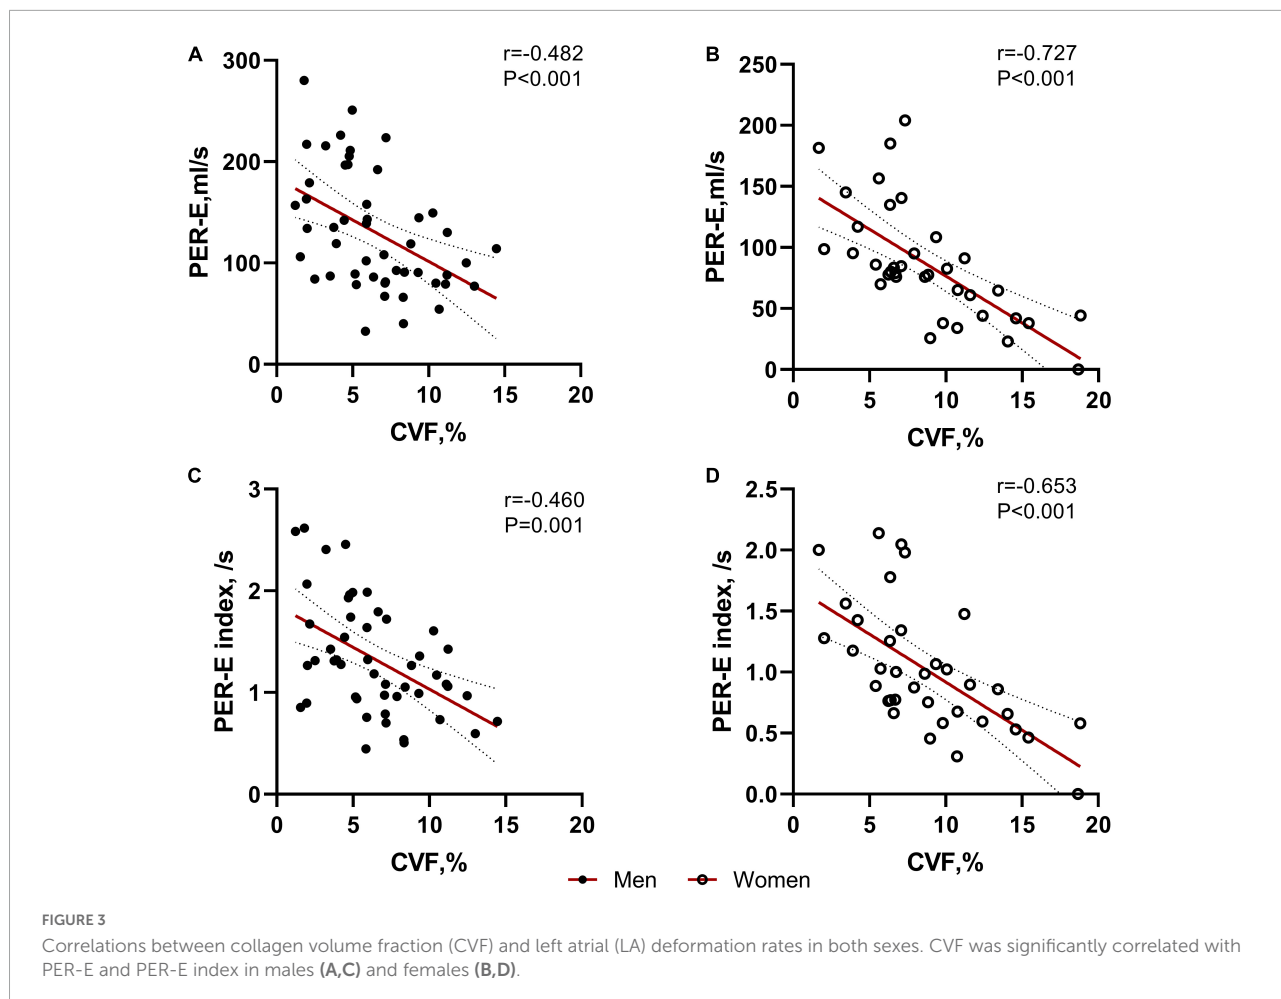 A
r=-0.482
P<0.001
300
200
100
0
PER-E,ml/s
0 5 10 15 20
CVF,%
B
r=-0.727
P<0.001
250
200
150
100
50
0
PER-E,ml/s
0 5 10 15 20
CVF,%
C
r=-0.460
P=0.001
3
2
1
0
PER-E index, /s
0 5 10 15 20
CVF,%
D
r=-0.653
P<0.001
2.5
2.0
1.5
1.0
0.5
0.0
PER-E index, /s
0 5 10 15 20
CVF,%
Men Women
FIGURE 3
Correlations between collagen volume fraction (CVF) and left atrial (LA) deformation rates in both sexes. CVF was significantly correlated with
PER-E and PER-E index in males (A,C) and females (B,D).